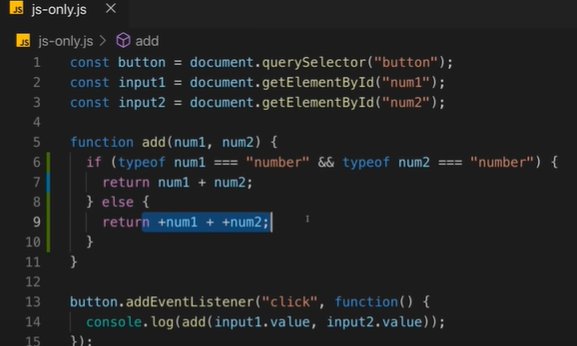 JS js-only.js ×
JS js-only.js > add
1 const button = document.querySelector("button");
2 const input1 = document.getElementById("num1");
3 const input2 = document.getElementById("num2");
4
5 function add(num1, num2) {
6 if (typeof num1 === "number" && typeof num2 === "number") {
7 return num1 + num2;
8 } else {
9 return +num1 + +num2;
10 }
11 }
12
13 button.addEventListener("click", function() {
14 console.log(add(input1.value, input2.value));
15 });